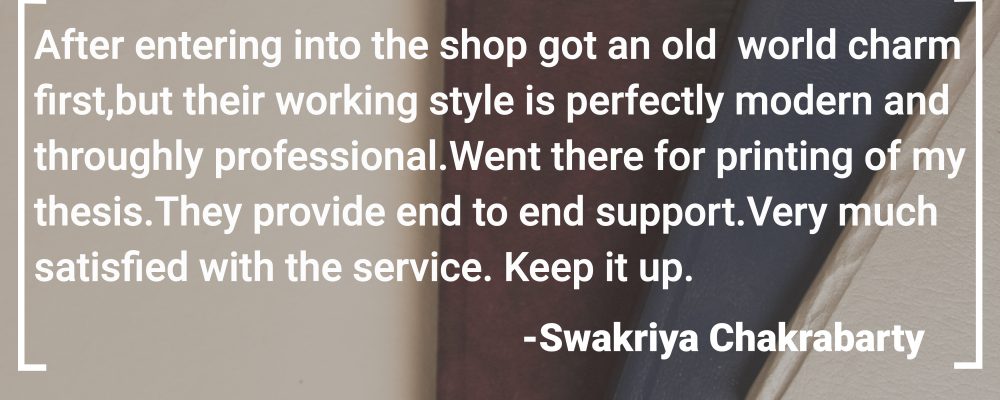 After entering into the shop got an old  world charm
first,but their working style is perfectly modern and
throughly professional.Went there for printing of my
thesis.They provide end to end support.Very much
satisfied with the service. Keep it up.
-Swakriya Chakrabarty